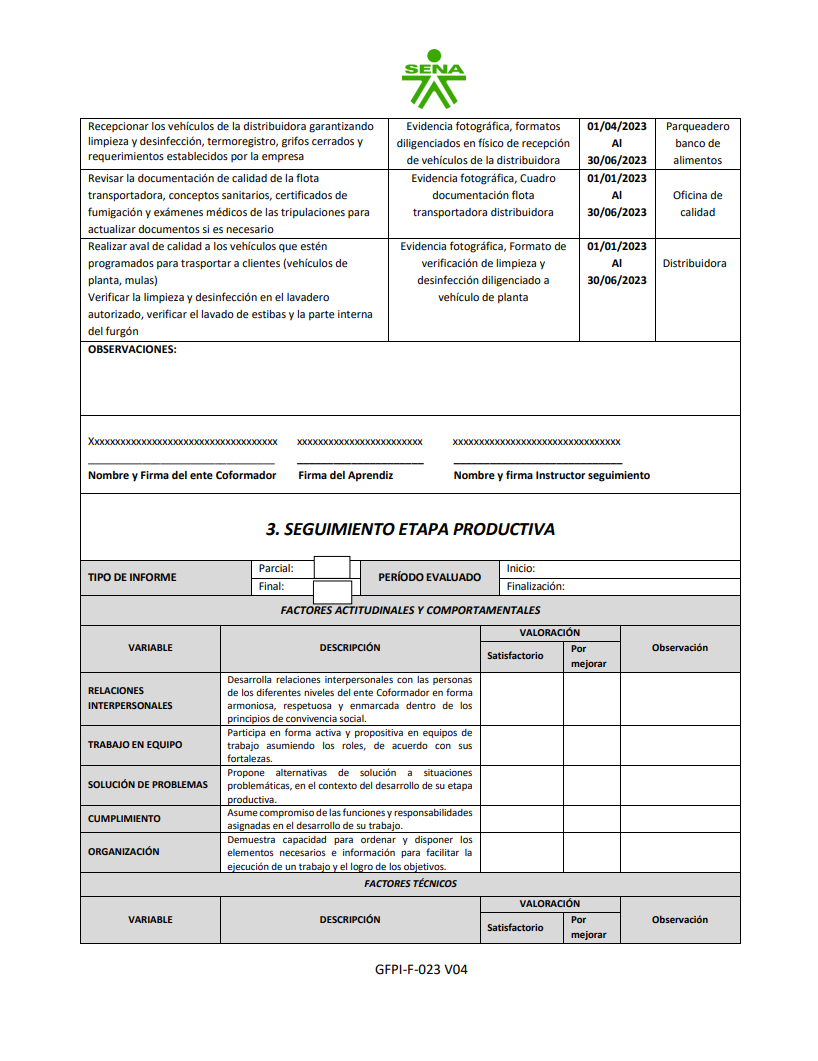 SENA
Recepcionar los vehículos de la distribuidora garantizando
limpieza y desinfección, termoregistro, grifos cerrados y
requerimientos establecidos por la empresa
Evidencia fotográfica, formatos
diligenciados en físico de recepción
de vehículos de la distribuidora
01/04/2023
Al
30/06/2023
Parqueadero
banco de
alimentos
Revisar la documentación de calidad de la flota
transportadora, conceptos sanitarios, certificados de
fumigación y exámenes médicos de las tripulaciones para
actualizar documentos si es necesario
Evidencia fotográfica, Cuadro
documentación flota
transportadora distribuidora
01/01/2023
Al
30/06/2023
Oficina de
calidad
Realizar aval de calidad a los vehículos que estén
programados para trasportar a clientes (vehículos de
planta, mulas)
Verificar la limpieza y desinfección en el lavadero
autorizado, verificar el lavado de estibas y la parte interna
del furgón
Evidencia fotográfica, Formato de
verificación de limpieza y
desinfección diligenciado a
vehículo de planta
01/01/2023
Al
30/06/2023
Distribuidora
OBSERVACIONES:
Xxxxxxxxxxxxxxxxxxxxxxxxxxxxxxxxxxxx xxxxxxxxxxxxxxxxxxxxxxxx xxxxxxxxxxxxxxxxxxxxxxxxxxxxxxxx
Nombre y Firma del ente Coformador Firma del Aprendiz Nombre y firma Instructor seguimiento
3. SEGUIMIENTO ETAPA PRODUCTIVA
TIPO DE INFORME
Parcial:
Final:
PERÍODO EVALUADO
Inicio:
Finalización:
FACTORES ACTITUDINALES Y COMPORTAMENTALES
VARIABLE
DESCRIPCIÓN
VALORACIÓN
Satisfactorio
Por
mejorar
Observación
RELACIONES
INTERPERSONALES
Desarrolla relaciones interpersonales con las personas
de los diferentes niveles del ente Coformador en forma
armoniosa, respetuosa y enmarcada dentro de los
principios de convivencia social.
TRABAJO EN EQUIPO
Participa en forma activa y propositiva en equipos de
trabajo asumiendo los roles, de acuerdo con sus
fortalezas.
SOLUCIÓN DE PROBLEMAS
Propone alternativas de solución a situaciones
problemáticas, en el contexto del desarrollo de su etapa
productiva.
CUMPLIMIENTO
Asume compromiso de las funciones y responsabilidades
asignadas en el desarrollo de su trabajo.
ORGANIZACIÓN
Demuestra capacidad para ordenar y disponer los
elementos necesarios e información para facilitar la
ejecución de un trabajo y el logro de los objetivos.
FACTORES TÉCNICOS
VARIABLE
DESCRIPCIÓN
VALORACIÓN
Satisfactorio
Por
mejorar
Observación
GFPI-F-023 V04